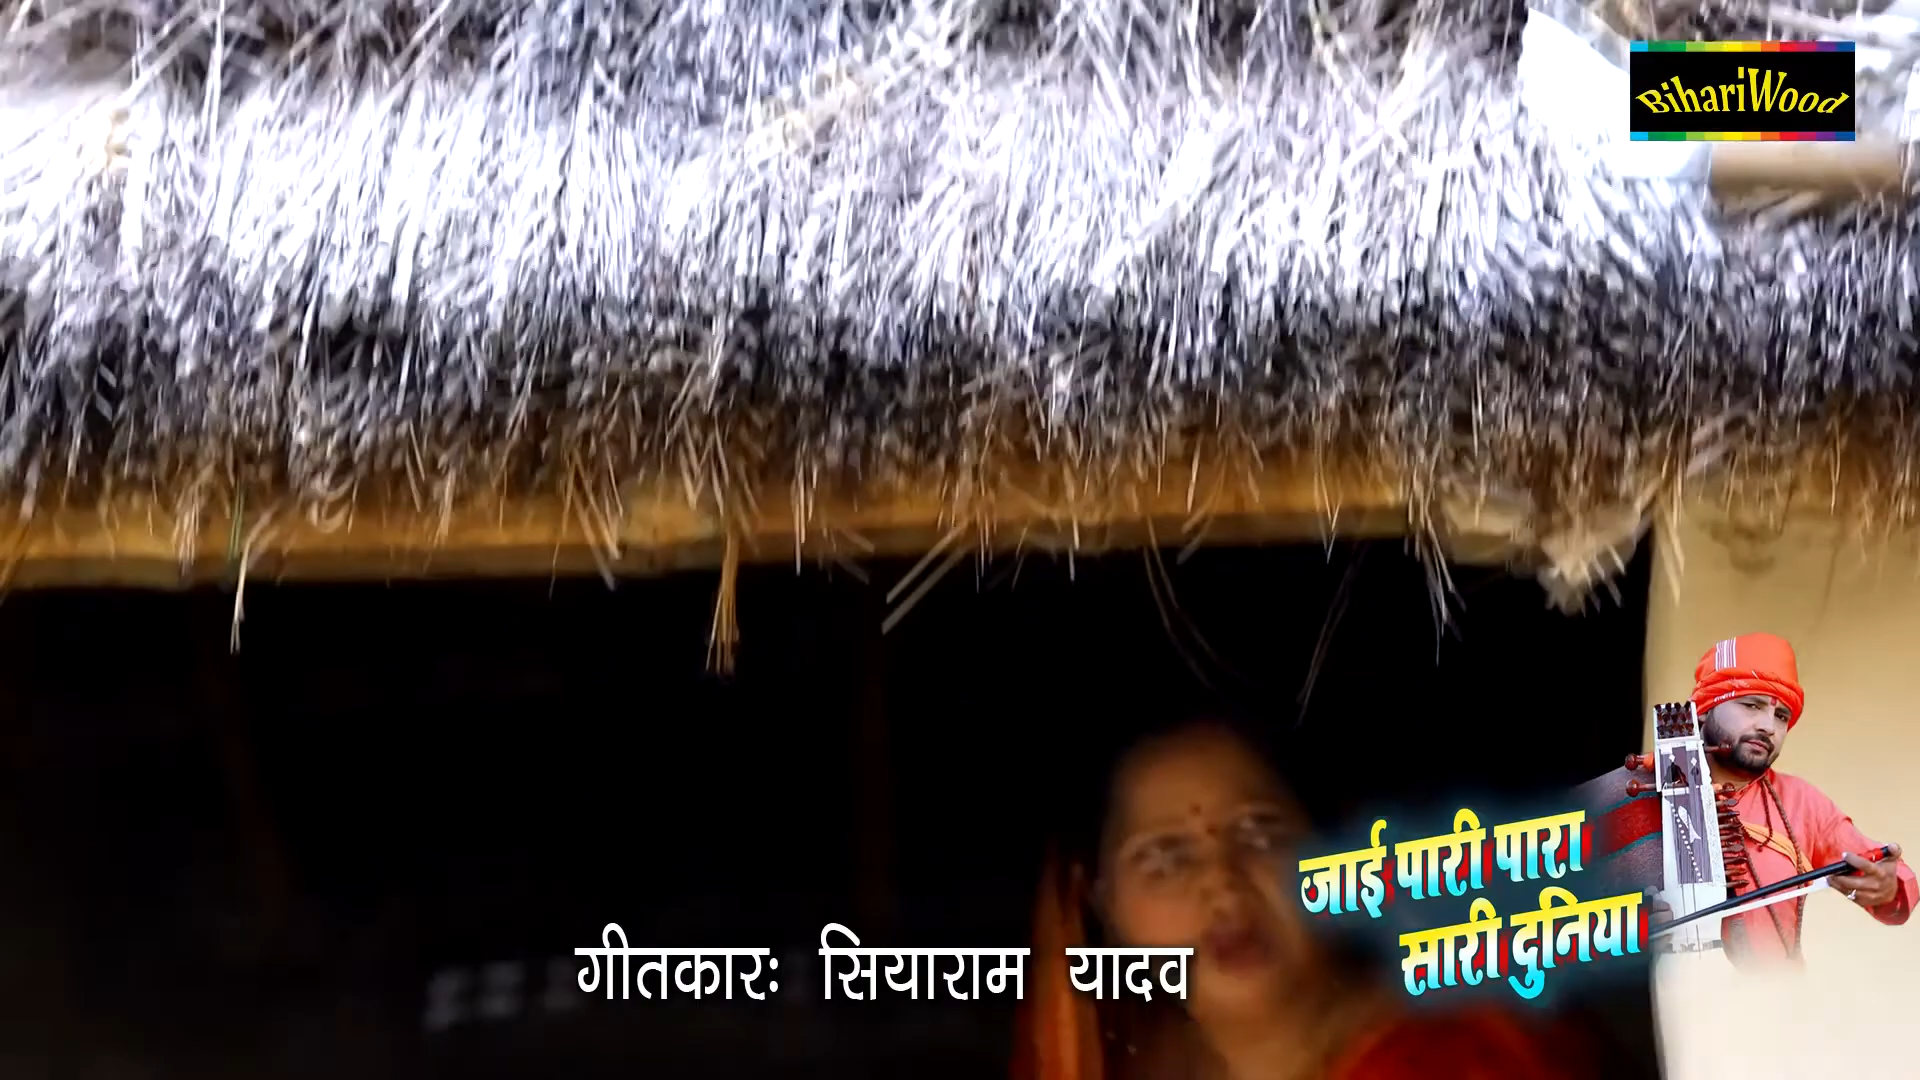 BihariWood
जाई पारी पारा
सारी दुनिया
गीतकारः सियाराम यादव